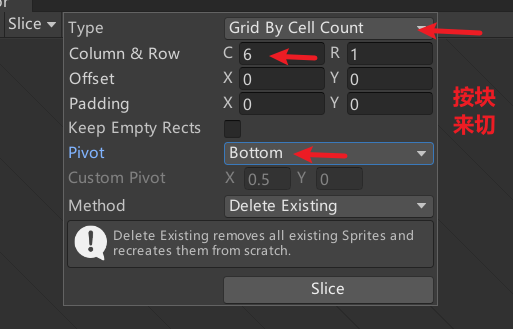 Slice
Type Grid By Cell Count
Column & Row C 6 R 1
Offset X 0 Y 0
Padding X 0 Y 0
按块
来切
Keep Empty Rects
Pivot Bottom
Custom Pivot X 0.5 Y 0
Method Delete Existing
Delete Existing removes all existing Sprites and
recreates them from scratch.
Slice